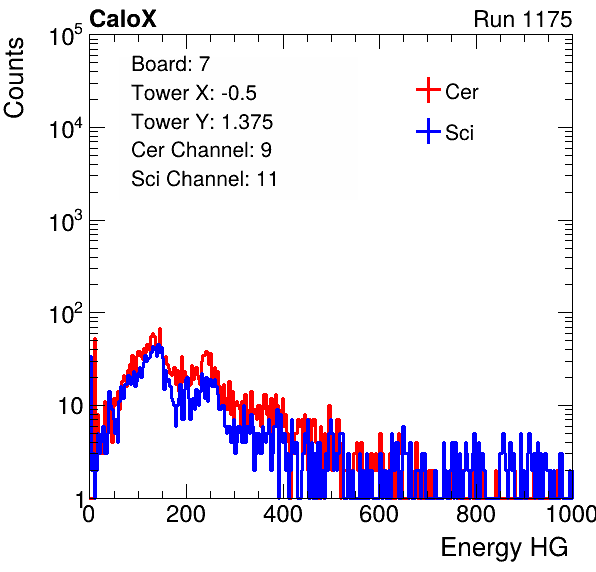 CaloX Run 1175
Counts
10^5
10^4
10^3
10^2
10
1
Board: 7
Tower X: -0.5
Tower Y: 1.375
Cer Channel: 9
Sci Channel: 11
Cer
Sci
0 200 400 600 800 1000
Energy HG